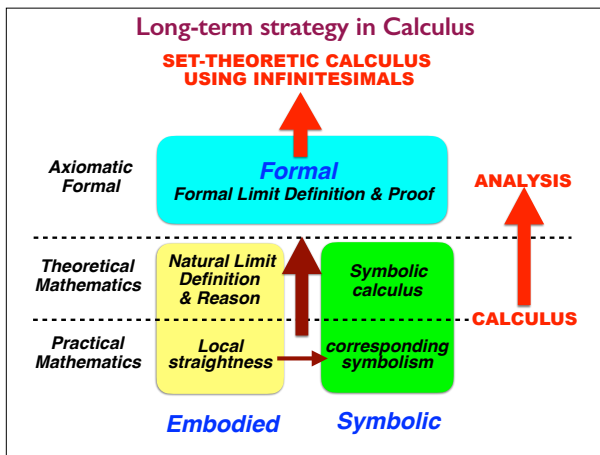 Long-term strategy in Calculus
SET-THEORETIC CALCULUS
USING INFINITESIMALS
Axiomatic
Formal
Formal
Formal Limit Definition & Proof
ANALYSIS
Theoretical
Mathematics
Natural Limit
Definition
& Reason
Symbolic
calculus
CALCULUS
Practical
Mathematics
Local
straightness
corresponding
symbolism
Embodied
Symbolic